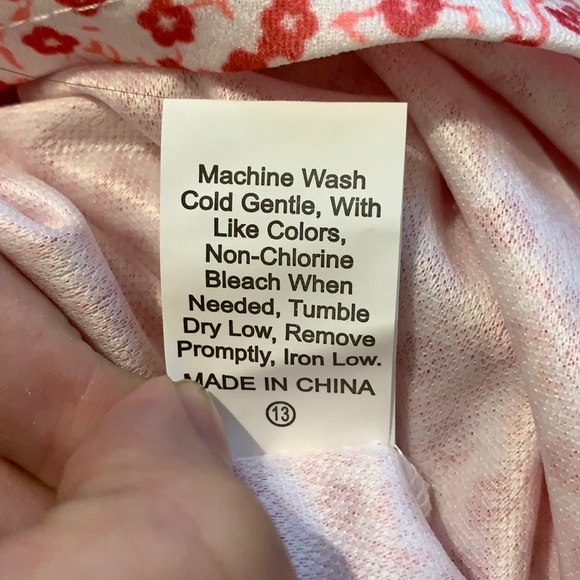 Machine Wash
Cold Gentle, With
Like Colors,
Non-Chlorine
Bleach When
Needed, Tumble
Dry Low, Remove
Promptly, Iron Low.
MADE IN CHINA
13